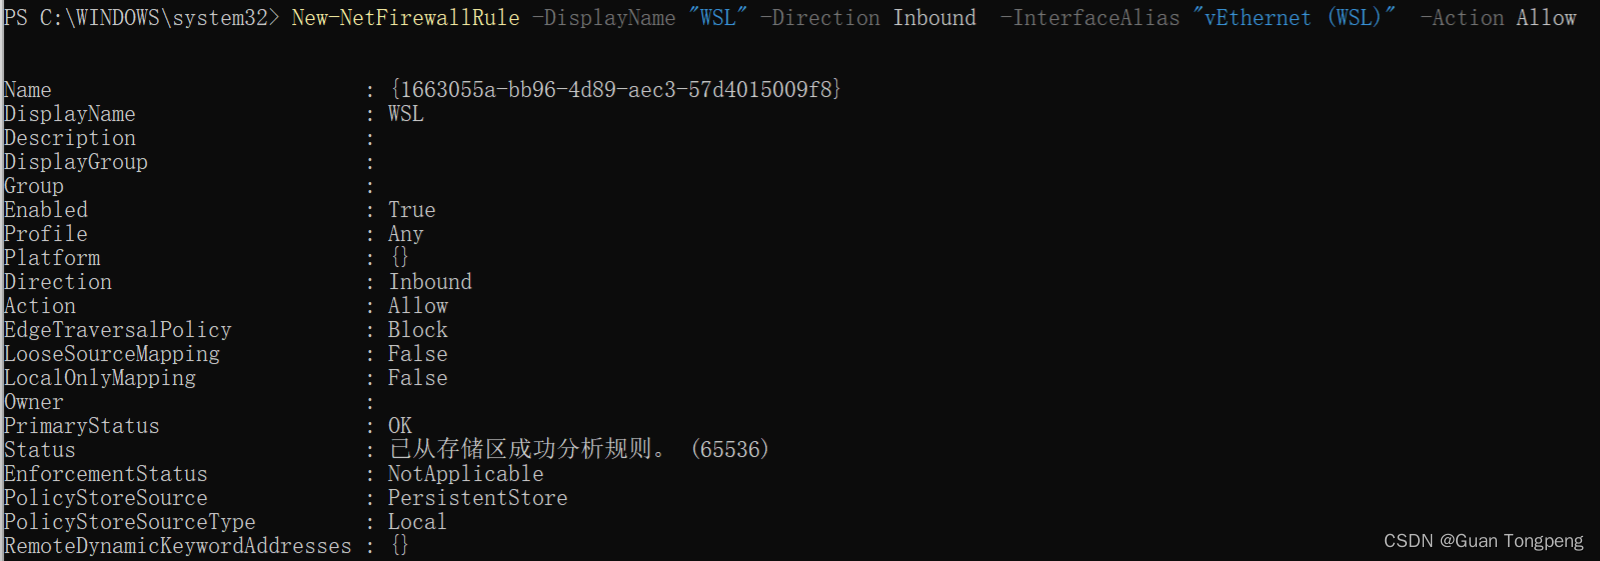 PS C:\WINDOWS\system32> New-NetFirewallRule -DisplayName "WSL" -Direction Inbound  -InterfaceAlias "vEthernet (WSL)"  -Action Allow
Name                          : {1663055a-bb96-4d89-aec3-57d4015009f8}
DisplayName                   : WSL
Description                   :
DisplayGroup                  :
Group                         :
Enabled                       : True
Profile                       : Any
Platform                      : {}
Direction                     : Inbound
Action                        : Allow
EdgeTraversalPolicy           : Block
LooseSourceMapping            : False
LocalOnlyMapping              : False
Owner                         :
PrimaryStatus                 : OK
Status                        : 已从存储区成功分析规则。 (65536)
EnforcementStatus             : NotApplicable
PolicyStoreSource             : PersistentStore
PolicyStoreSourceType         : Local
RemoteDynamicKeywordAddresses : {}
CSDN @Guan Tongpeng